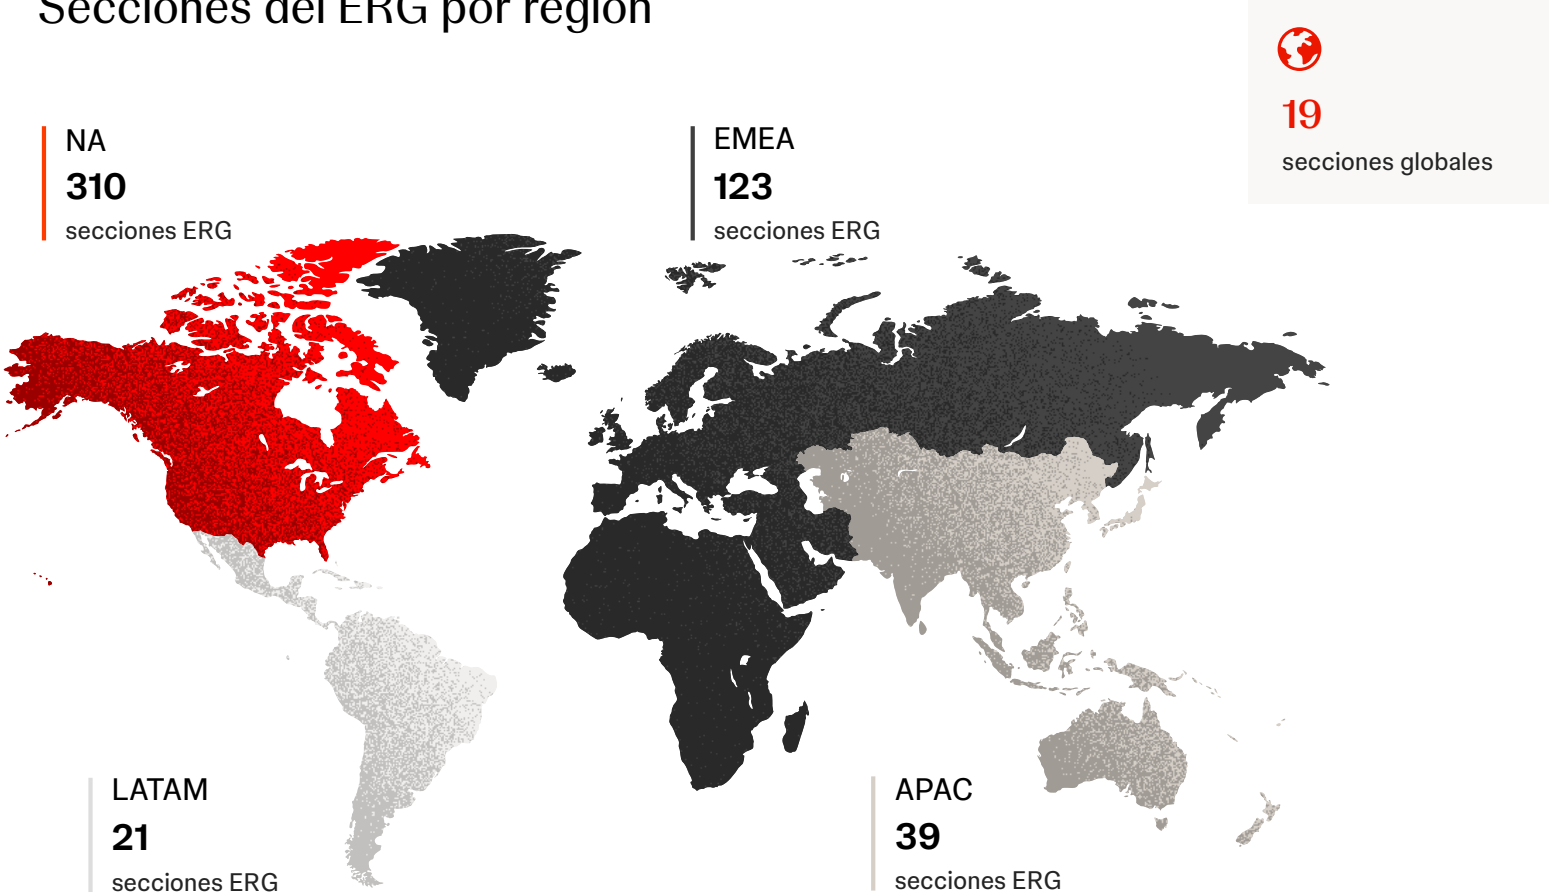 Secciones del ERG por región
19
secciones globales
NA
310
secciones ERG
EMEA
123
secciones ERG
LATAM
21
secciones ERG
APAC
39
secciones ERG